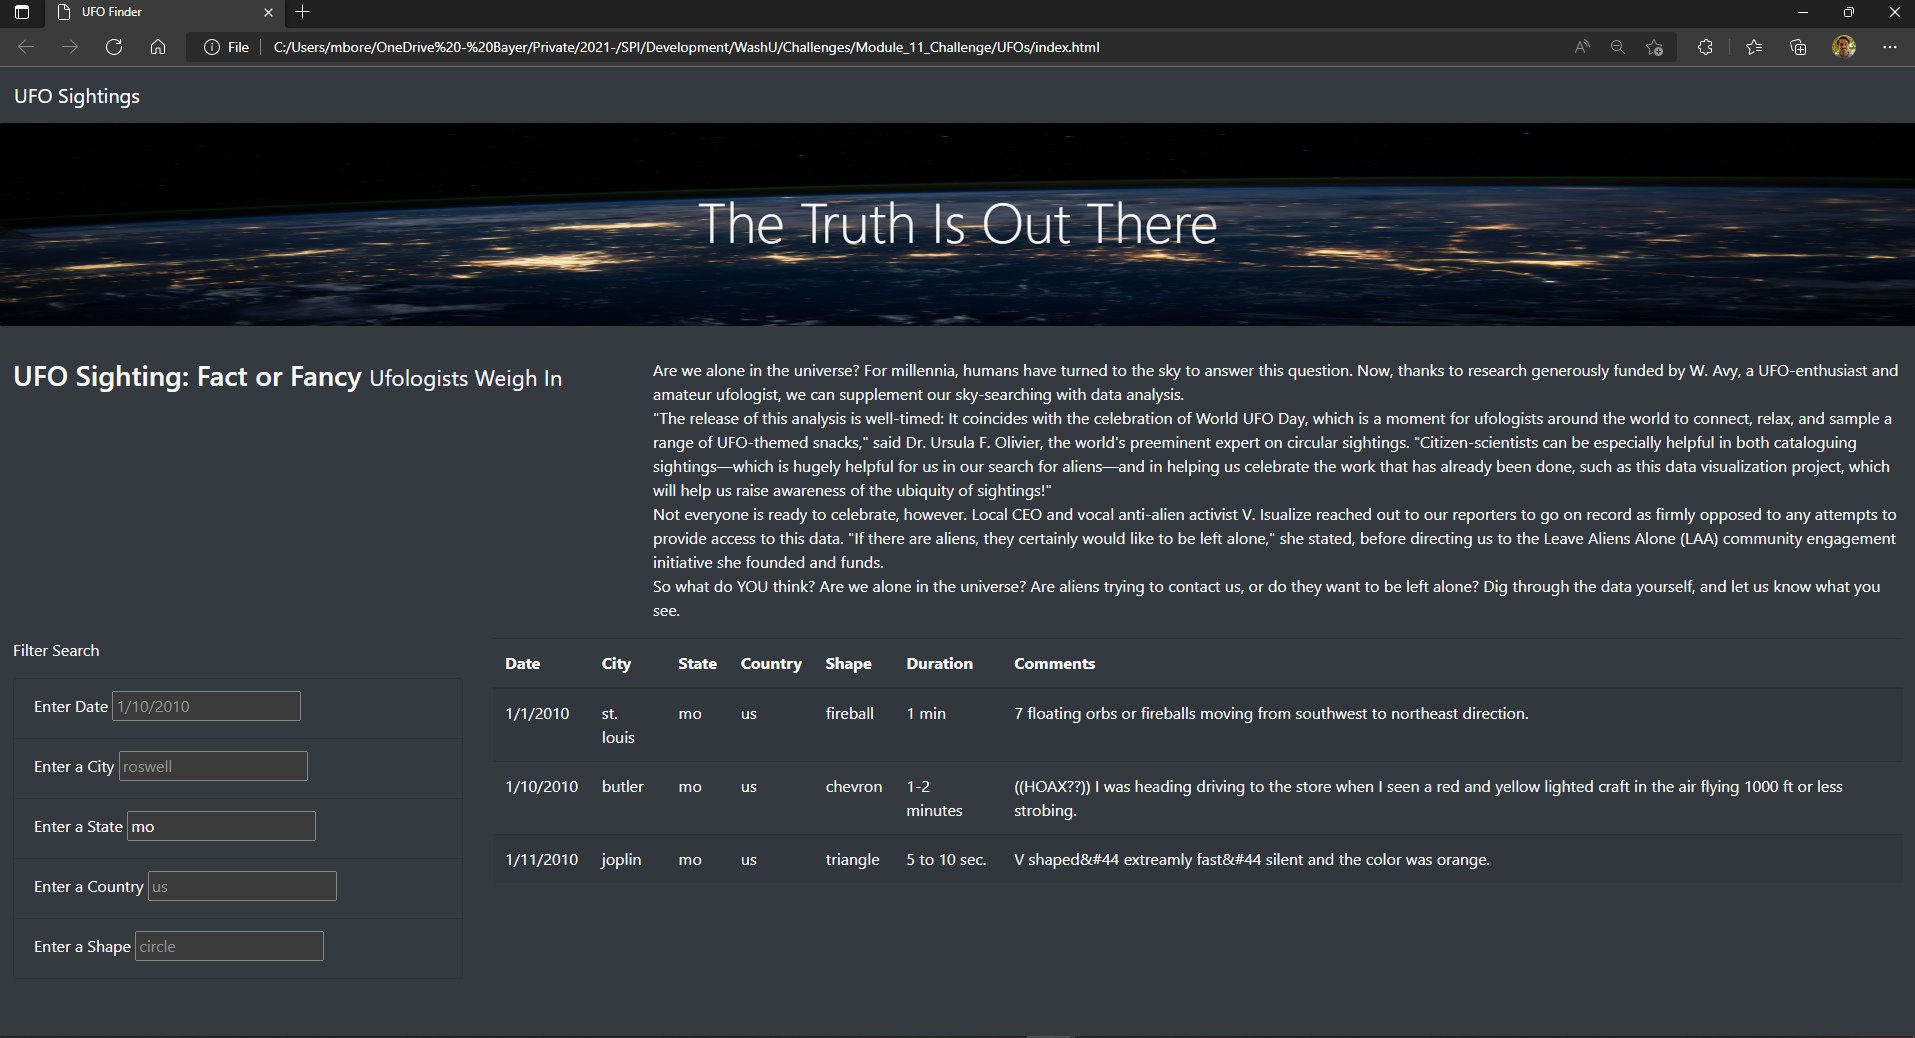 UFO Finder
File
C:/Users/mbore/OneDrive%20-%20Bayer/Private/2021-/SPI/Development/WashU/Challenges/Module_11_Challenge/UFOs/index.html
UFO Sightings
The Truth Is Out There
UFO Sighting: Fact or Fancy Ufologists Weigh In
Are we alone in the universe? For millennia, humans have turned to the sky to answer this question. Now, thanks to research generously funded by W. Avy, a UFO-enthusiast and
amateur ufologist, we can supplement our sky-searching with data analysis.
"The release of this analysis is well-timed: It coincides with the celebration of World UFO Day, which is a moment for ufologists around the world to connect, relax, and sample a
range of UFO-themed snacks," said Dr. Ursula F. Olivier, the world's preeminent expert on circular sightings. "Citizen-scientists can be especially helpful in both cataloguing
sightings—which is hugely helpful for us in our search for aliens—and in helping us celebrate the work that has already been done, such as this data visualization project, which
will help us raise awareness of the ubiquity of sightings!"
Not everyone is ready to celebrate, however. Local CEO and vocal anti-alien activist V. Isualize reached out to our reporters to go on record as firmly opposed to any attempts to
provide access to this data. "If there are aliens, they certainly would like to be left alone," she stated, before directing us to the Leave Aliens Alone (LAA) community engagement
initiative she founded and funds.
So what do YOU think? Are we alone in the universe? Are aliens trying to contact us, or do they want to be left alone? Dig through the data yourself, and let us know what you
see.
Filter Search
Enter Date 1/10/2010
Enter a City roswell
Enter a State mo
Enter a Country us
Enter a Shape circle
Date City State Country Shape Duration Comments
1/1/2010 st. mo us fireball 1 min 7 floating orbs or fireballs moving from southwest to northeast direction.
louis
1/10/2010 butler mo us chevron 1-2 ((HOAX??)) I was heading driving to the store when I seen a red and yellow lighted craft in the air flying 1000 ft or less
minutes strobing.
1/11/2010 joplin mo us triangle 5 to 10 sec. V shaped&#44 extreamly fast&#44 silent and the color was orange.